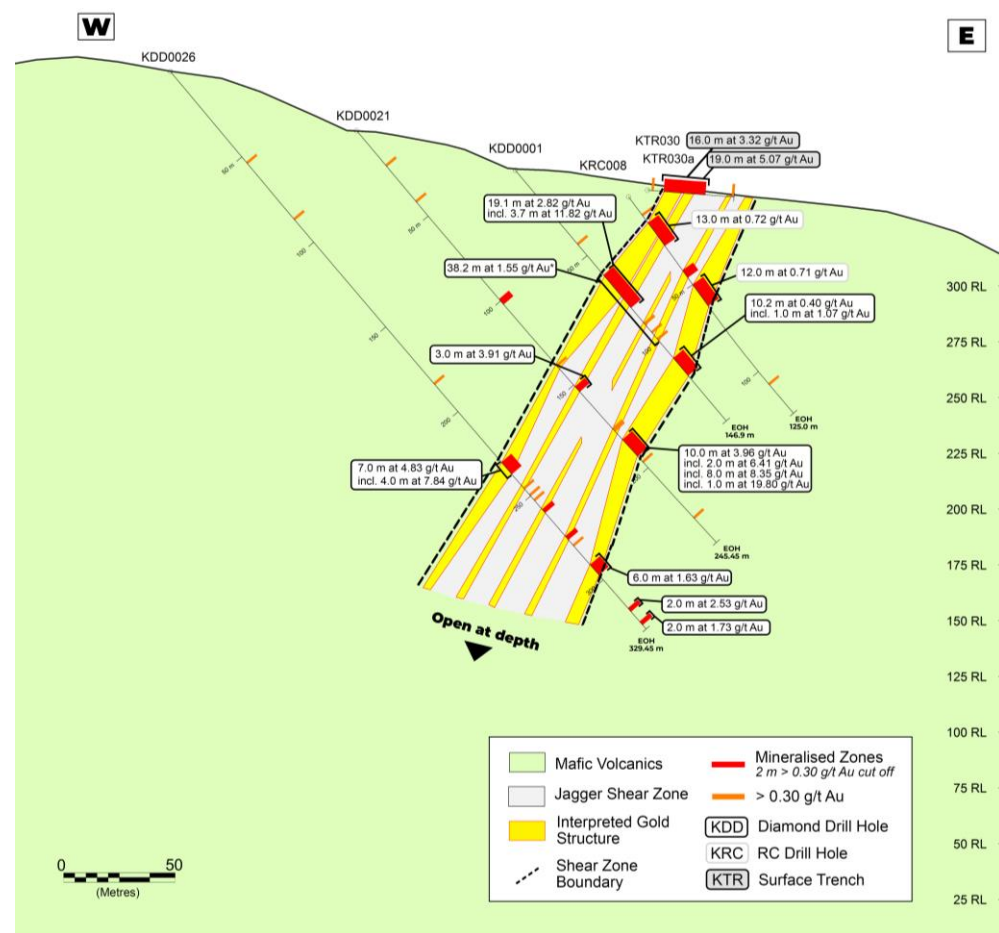 W
E
KDD0026
KDD0021
KDD0001
KRC008
KTR030
KTR030a
16.0 m at 3.32 g/t Au
19.0 m at 5.07 g/t Au
19.1 m at 2.82 g/t Au
incl. 3.7 m at 11.82 g/t Au
13.0 m at 0.72 g/t Au
38.2 m at 1.55 g/t Au*
12.0 m at 0.71 g/t Au
10.2 m at 0.40 g/t Au
incl. 1.0 m at 1.07 g/t Au
3.0 m at 3.91 g/t Au
10.0 m at 3.96 g/t Au
incl. 2.0 m at 6.41 g/t Au
incl. 8.0 m at 8.35 g/t Au
incl. 1.0 m at 19.80 g/t Au
7.0 m at 4.83 g/t Au
incl. 4.0 m at 7.84 g/t Au
6.0 m at 1.63 g/t Au
2.0 m at 2.53 g/t Au
2.0 m at 1.73 g/t Au
50 m
100
150
200
250
50 m
100
150
50 m
100
EOH
125.0 m
EOH
146.9 m
EOH
245.45 m
EOH
329.45 m
Open at depth
300 RL
275 RL
250 RL
225 RL
200 RL
175 RL
150 RL
125 RL
100 RL
75 RL
50 RL
25 RL
0 50
(Metres)
Mafic Volcanics
Jagger Shear Zone
Interpreted Gold
Structure
Shear Zone
Boundary
Mineralised Zones
2 m > 0.30 g/t Au cut off
> 0.30 g/t Au
KDD Diamond Drill Hole
KRC RC Drill Hole
KTR Surface Trench